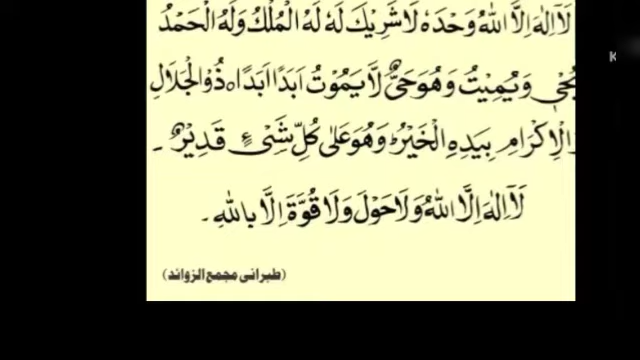 لَاۤ اِلٰهَ اِلَّا اللّٰهُ وَحْدَهٗ لَا شَرِيْكَ لَهٗ لَهُ الْمُلْكُ وَلَهُ الْحَمْدُ
يُحْيٖ وَيُمِيْتُ وَهُوَ حَيٌّ لَّا يَمُوْتُ اَبَدًا اَبَدًا ذُو الْجَلَالِ
وَالْاِكْرَامِ بِيَدِهِ الْخَيْرُ وَهُوَ عَلٰى كُلِّ شَىْءٍ قَدِيْرٌ ۔
لَاۤ اِلٰهَ اِلَّا اللّٰهُ وَلَا حَوْلَ وَلَا قُوَّةَ اِلَّا بِاللّٰهِ ۔
(طبرانی مجمع الزوائد)